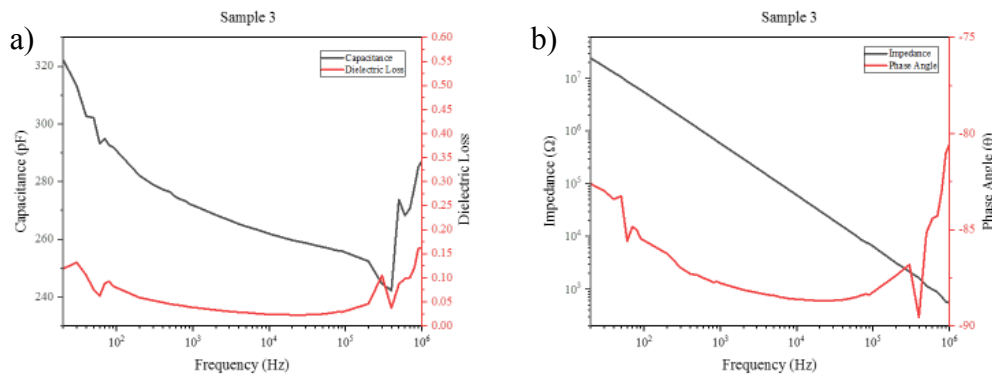 a)
Sample 3
Capacitance
Dielectric Loss
Capacitance (pF)
320
300
280
260
240
Dielectric Loss
0.60
0.55
0.50
0.45
0.40
0.35
0.30
0.25
0.20
0.15
0.10
0.05
0.00
10²
10³
10⁴
10⁵
10⁶
Frequency (Hz)
b)
Sample 3
Impedance
Phase Angle
Impedance (Ω)
10⁷
10⁶
10⁵
10⁴
10³
Phase Angle (θ)
-75
-80
-85
-90
10²
10³
10⁴
10⁵
10⁶
Frequency (Hz)